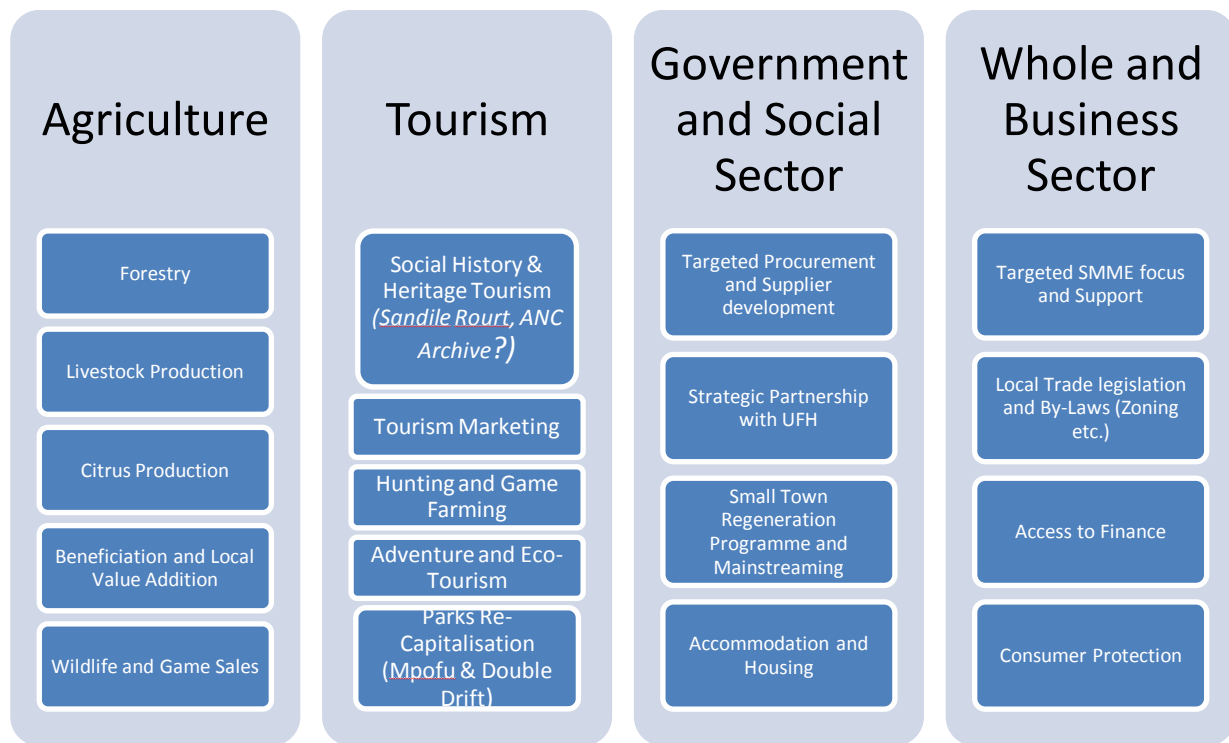 Agriculture
Forestry
Livestock Production
Citrus Production
Beneficiation and Local
Value Addition
Wildlife and Game Sales
Tourism
Social History &
Heritage Tourism
(Sandile Rourt, ANC
Archive?)
Tourism Marketing
Hunting and Game
Farming
Adventure and Eco-
Tourism
Parks Re-
Capitalisation
(Mpofu & Double
Drift)
Government
and Social
Sector
Targeted Procurement
and Supplier
development
Strategic Partnership
with UFH
Small Town
Regeneration
Programme and
Mainstreaming
Accommodation and
Housing
Whole and
Business
Sector
Targeted SMME focus
and Support
Local Trade legislation
and By-Laws (Zoning
etc.)
Access to Finance
Consumer Protection